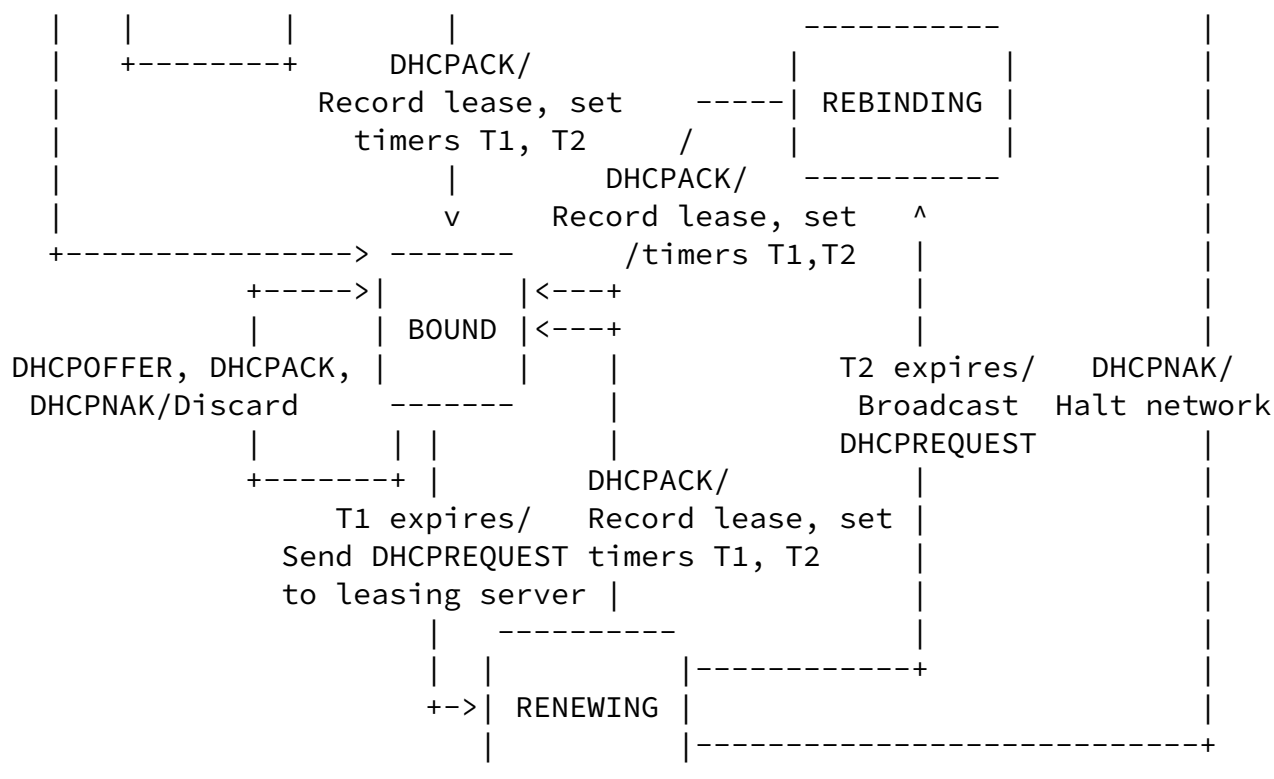 DHCPACK/
Record lease, set REBINDING
timers T1, T2
DHCPACK/
Record lease, set
/timers T1,T2
BOUND
DHCPOFFER, DHCPACK, T2 expires/ DHCPNAK/
DHCPNAK/Discard Broadcast Halt network
DHCPREQUEST
DHCPACK/
T1 expires/ Record lease, set
Send DHCPREQUEST timers T1, T2
to leasing server
RENEWING